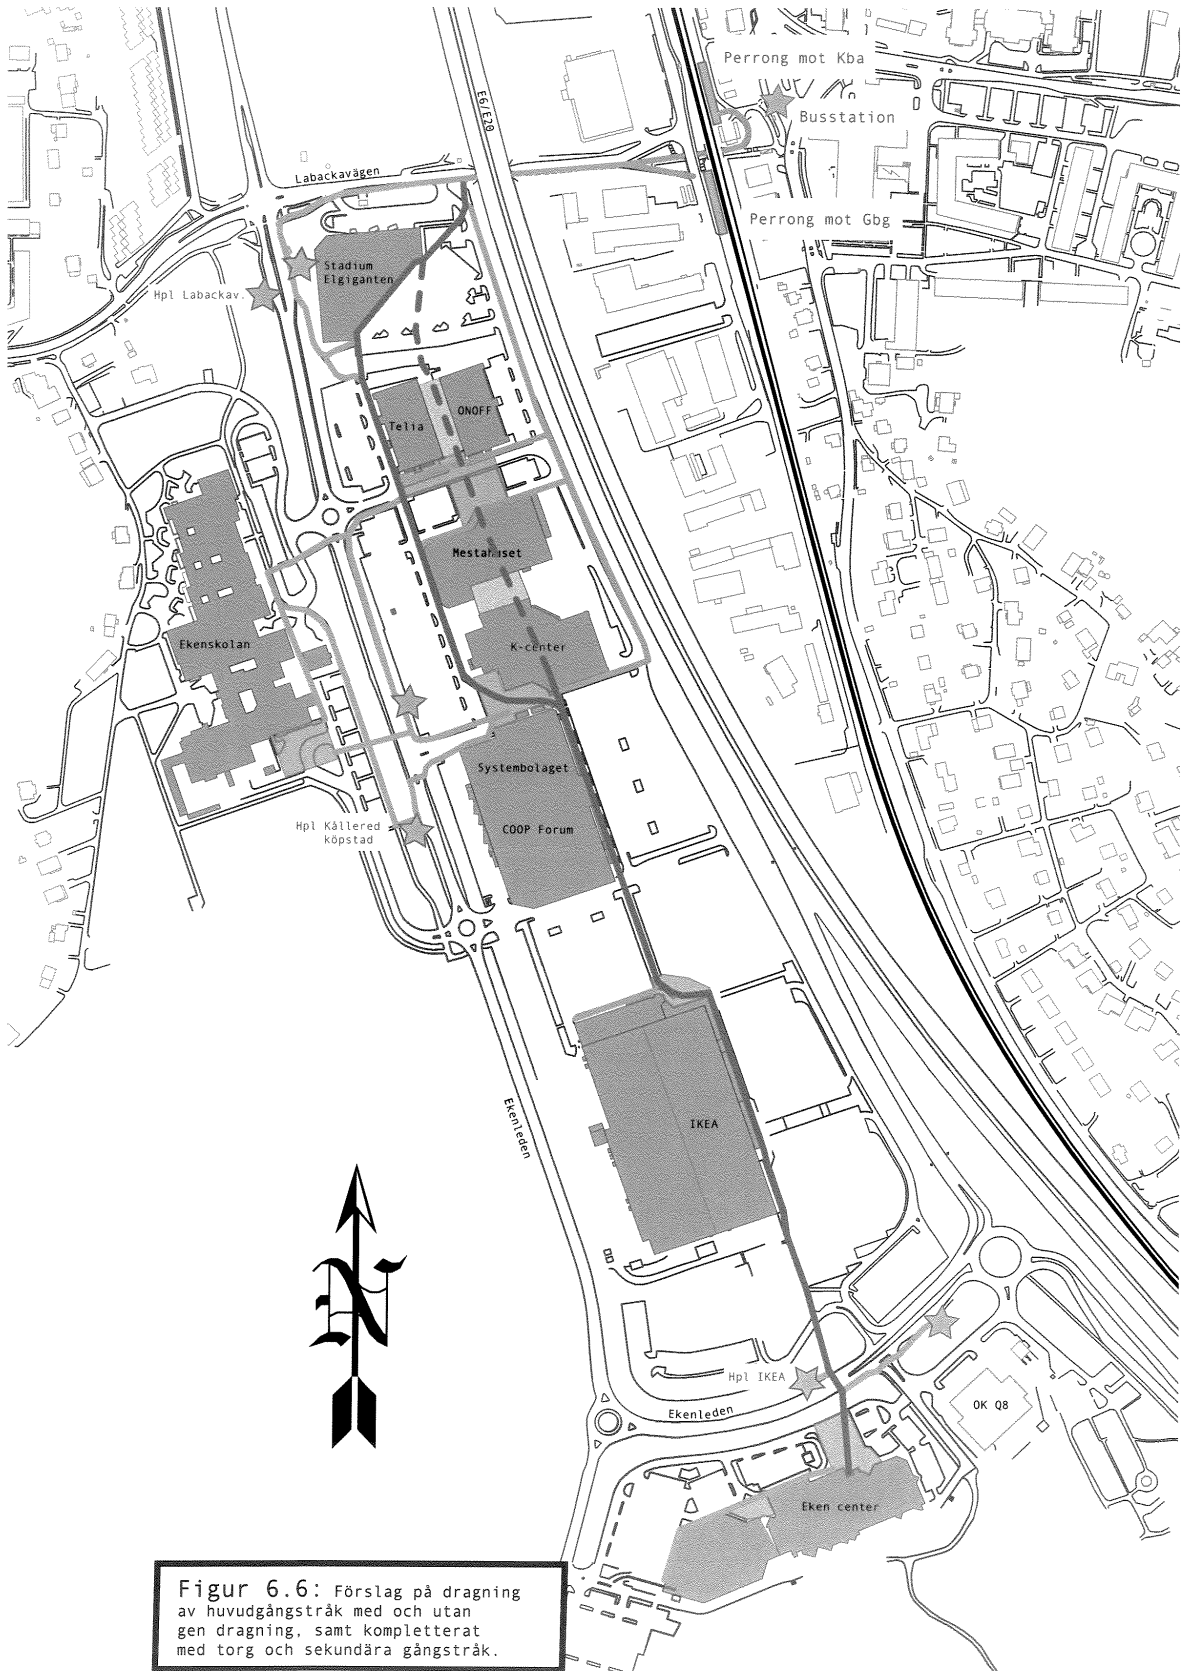 Perrong mot Kba
Busstation
E6/E20
Labackavägen
Perrong mot Gbg
Stadium
Elgiganten
Hpl Labackav.
ONOFF
Telia
Mestahuset
Ekenskolan
K-center
Systembolaget
COOP Forum
Hpl Kållered
köpstad
IKEA
Ekenleden
N
Hpl IKEA
OK Q8
Ekenleden
Eken center
Figur 6.6: Förslag på dragning
av huvudgångstråk med och utan
gen dragning, samt kompletterat
med torg och sekundära gångstråk.